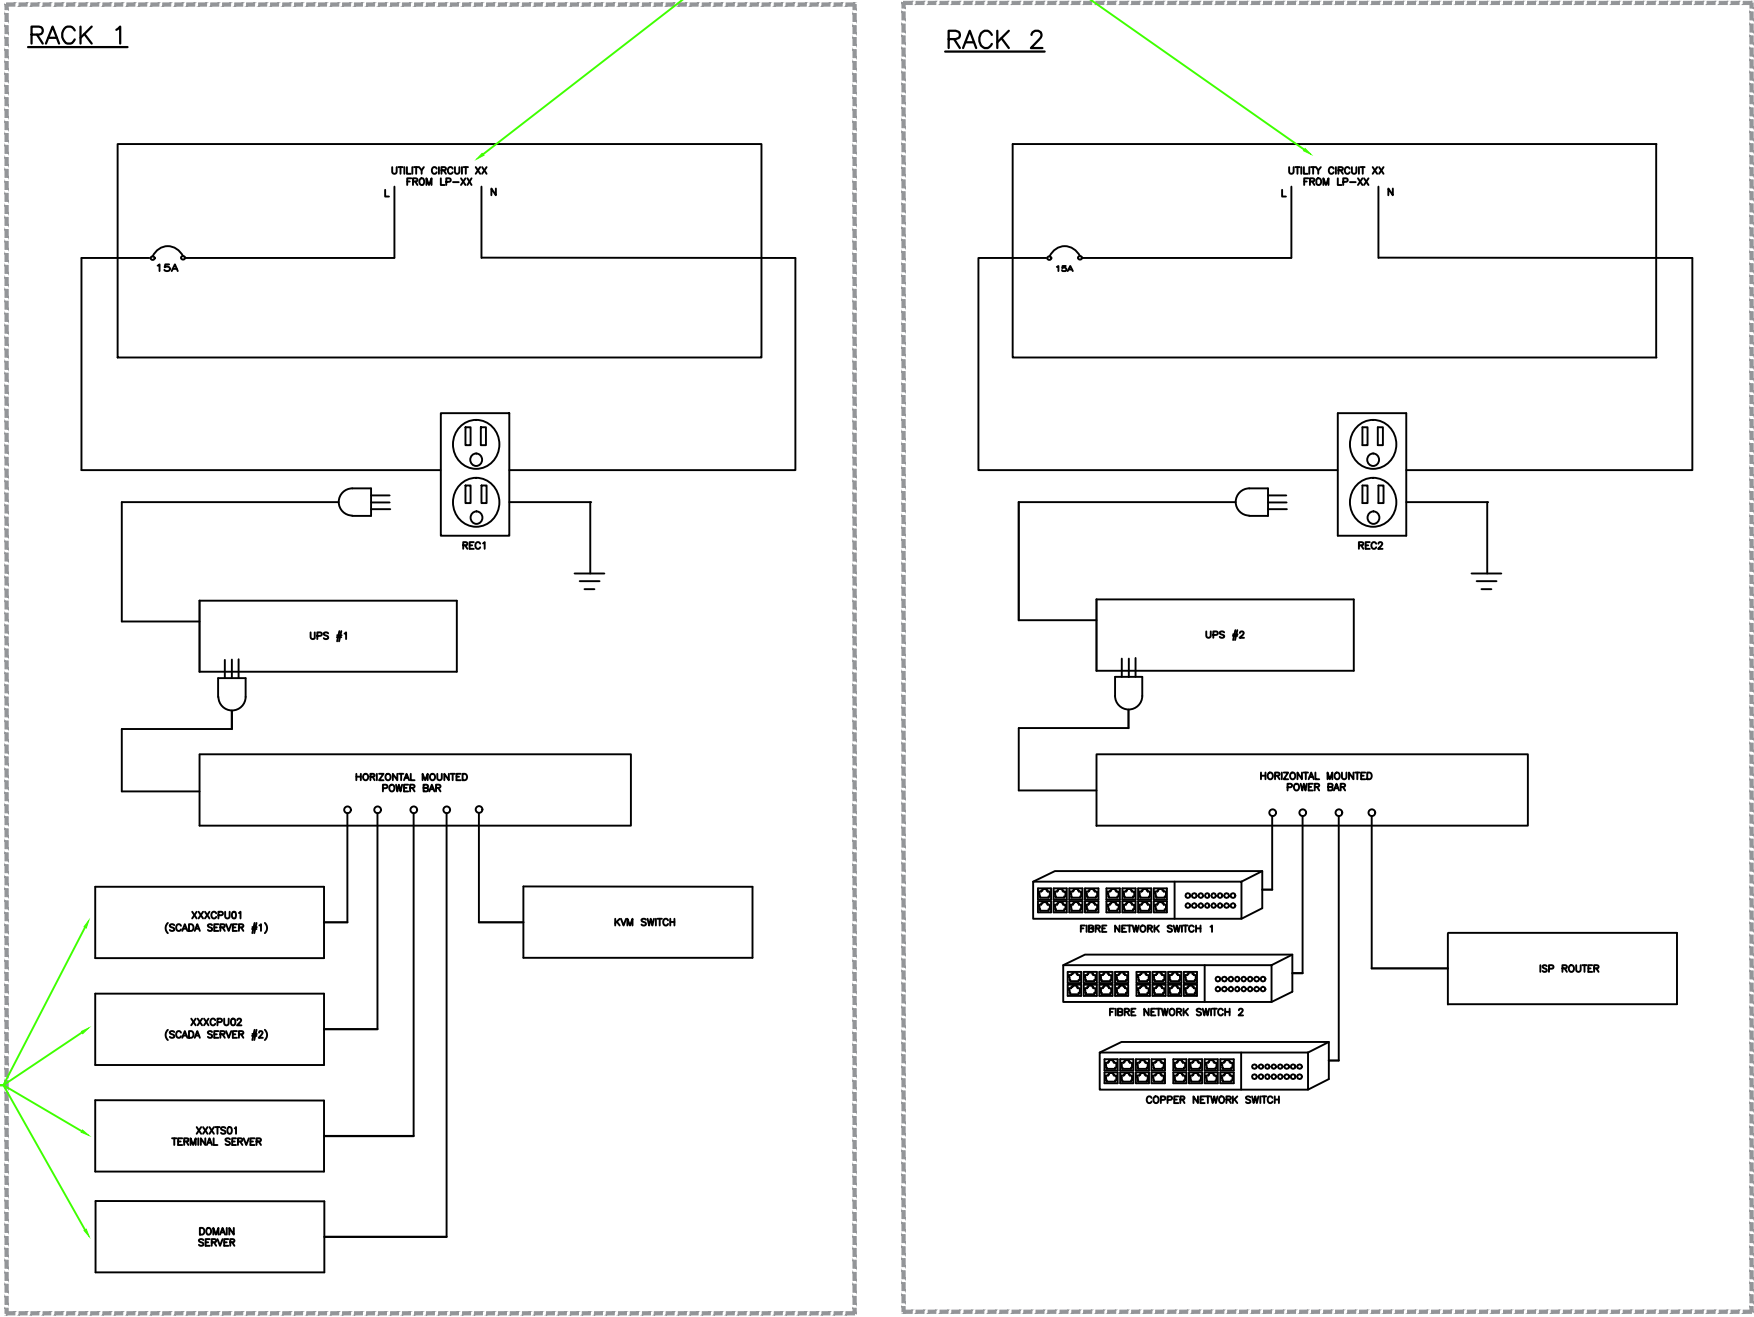 RACK 1
UTILITY CIRCUIT XX
FROM LP-XX
L
N
15A
REC1
UPS #1
HORIZONTAL MOUNTED
POWER BAR
XXXCPU01
(SCADA SERVER #1)
KVM SWITCH
XXXCPU02
(SCADA SERVER #2)
XXXTS01
TERMINAL SERVER
DOMAIN
SERVER
RACK 2
UTILITY CIRCUIT XX
FROM LP-XX
L
N
15A
REC2
UPS #2
HORIZONTAL MOUNTED
POWER BAR
FIBRE NETWORK SWITCH 1
ISP ROUTER
FIBRE NETWORK SWITCH 2
COPPER NETWORK SWITCH